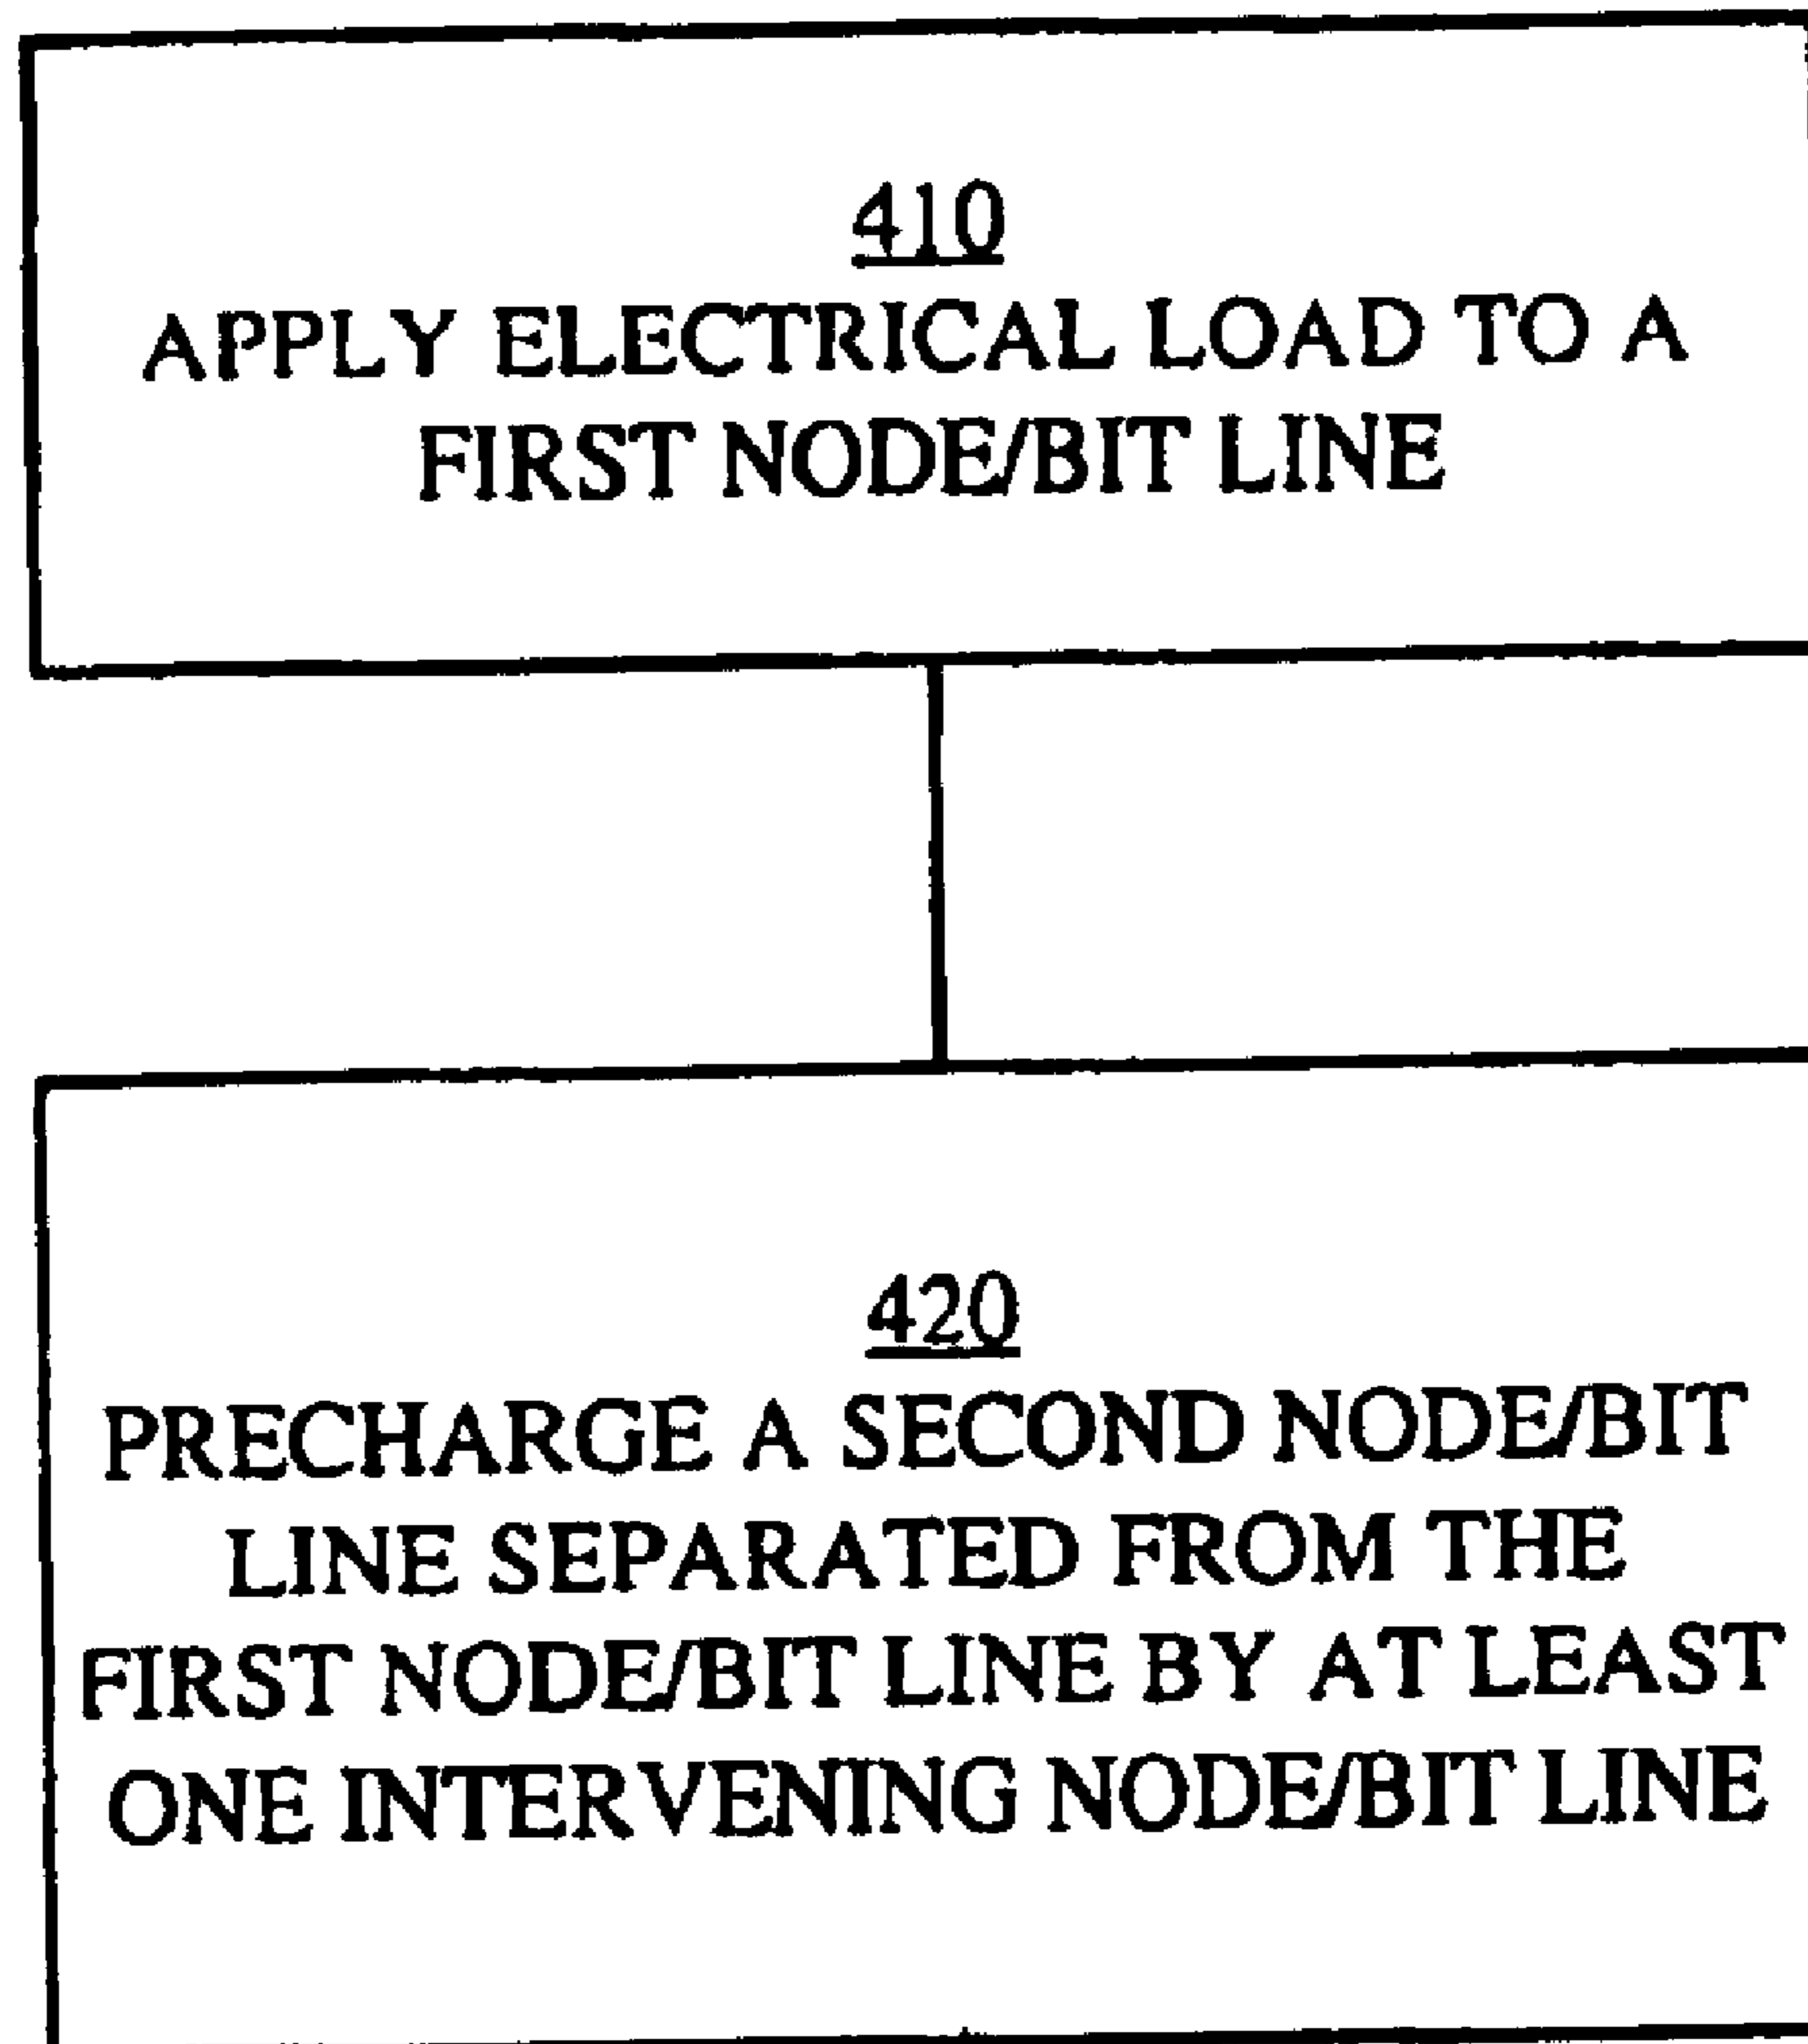 410
APPLY ELECTRICAL LOAD TO A
FIRST NODE/BIT LINE
420
PRECHARGE A SECOND NODE/BIT
LINE SEPARATED FROM THE
FIRST NODE/BIT LINE BY AT LEAST
ONE INTERVENING NODE/BIT LINE